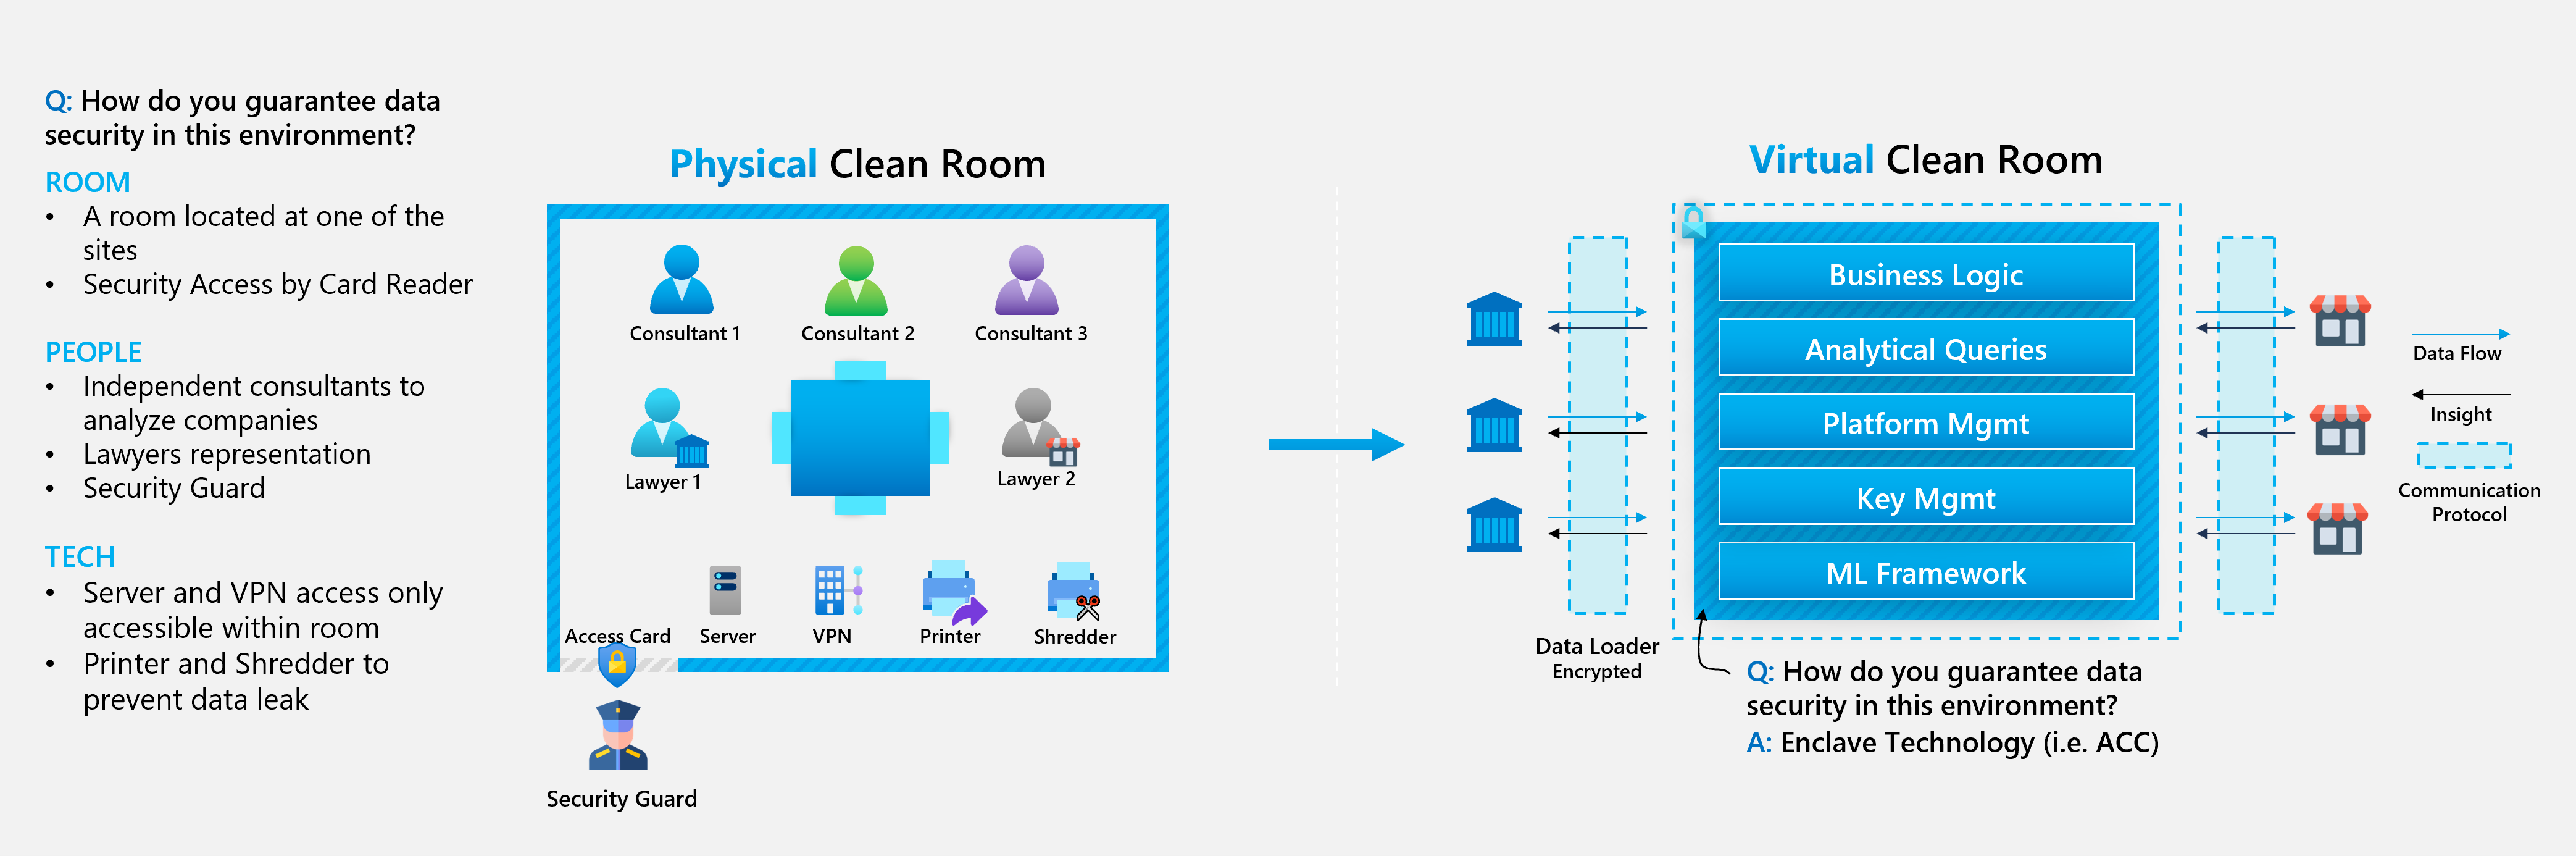 Q: How do you guarantee data
security in this environment?
ROOM
• A room located at one of the
sites
• Security Access by Card Reader
PEOPLE
• Independent consultants to
analyze companies
• Lawyers representation
• Security Guard
TECH
• Server and VPN access only
accessible within room
• Printer and Shredder to
prevent data leak
Physical Clean Room
Consultant 1
Consultant 2
Consultant 3
Lawyer 1
Lawyer 2
Access Card
Server
VPN
Printer
Shredder
Security Guard
Virtual Clean Room
Business Logic
Analytical Queries
Platform Mgmt
Key Mgmt
ML Framework
Data Loader
Encrypted
Q: How do you guarantee data
security in this environment?
A: Enclave Technology (i.e. ACC)
Data Flow
Insight
Communication
Protocol